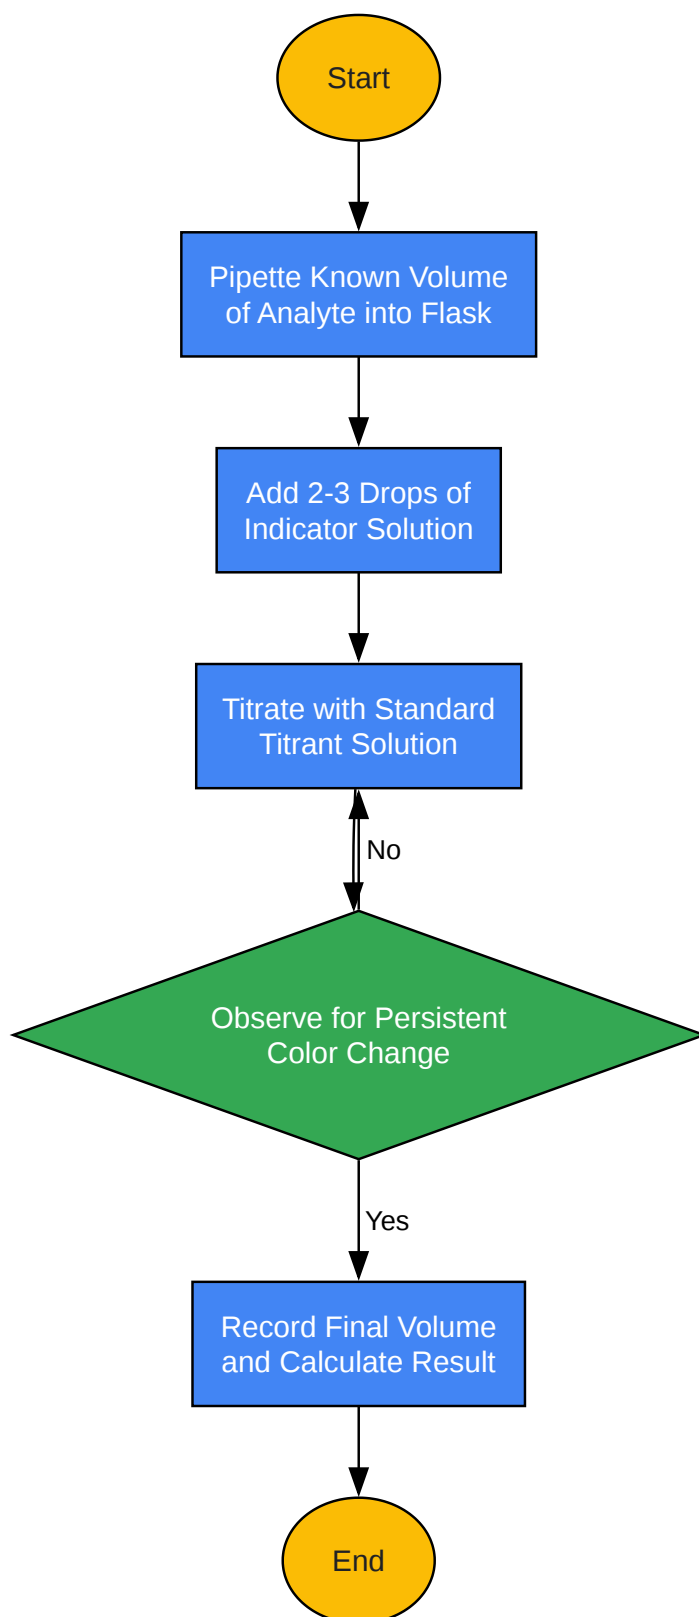 Start
Pipette Known Volume
of Analyte into Flask
Add 2-3 Drops of
Indicator Solution
Titrate with Standard
Titrant Solution
No
Observe for Persistent
Color Change
Yes
Record Final Volume
and Calculate Result
End